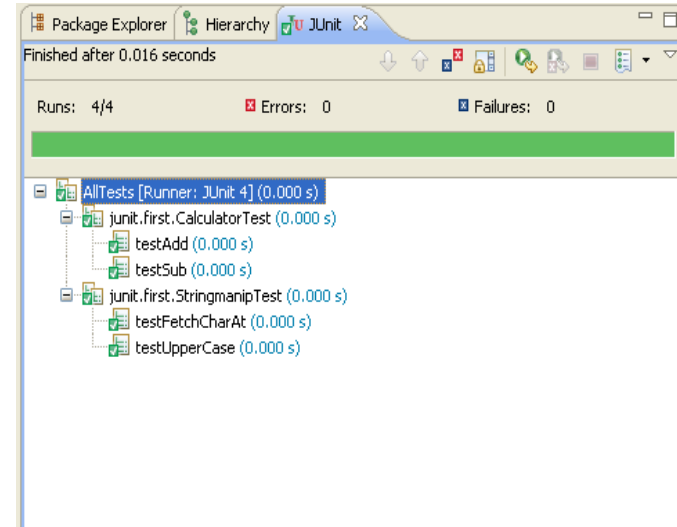 Package Explorer Hierarchy JU JUnit
Finished after 0.016 seconds
Runs: 4/4 Errors: 0 Failures: 0
AllTests [Runner: JUnit 4] (0.000 s)
junit.first.CalculatorTest (0.000 s)
testAdd (0.000 s)
testSub (0.000 s)
junit.first.StringmanipTest (0.000 s)
testFetchCharAt (0.000 s)
testUpperCase (0.000 s)